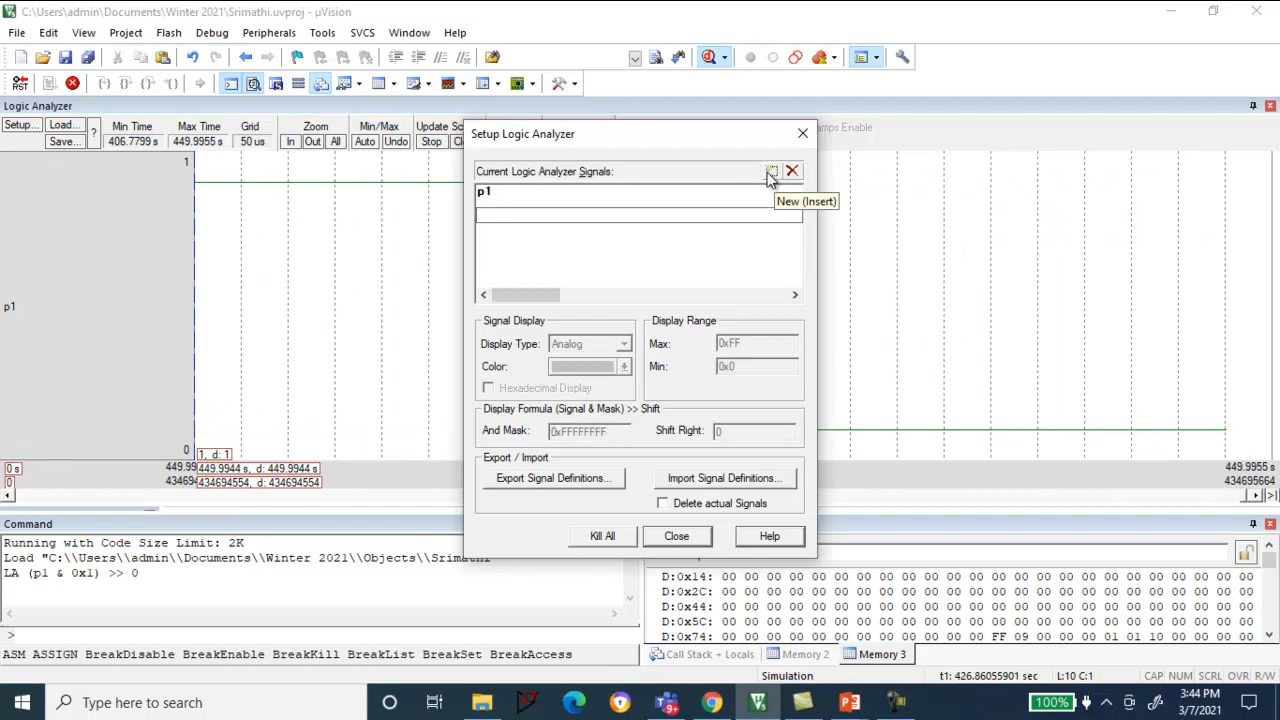 C:\Users\admin\Documents\Winter 2021\Srimathi.uvproj - µVision
File Edit View Project Flash Debug Peripherals Tools SVCS Window Help
Logic Analyzer
Setup... Load... Save... ? Min Time Max Time Grid Zoom Min/Max Update Sc
406.7799 s 449.9955 s 50 us In Out All Auto Undo Stop Cl
amps Enable
1
p1
0
1, d: 1
0 s 449.99 449.9944 s, d: 449.9944 s 449.9955 s
0 43469 434694554, d: 434694554 434695664
Setup Logic Analyzer
Current Logic Analyzer Signals:
New (Insert)
p1
Signal Display
Display Type: Analog
Color:
Hexadecimal Display
Display Range
Max: 0xFF
Min: 0x0
Display Formula (Signal & Mask) >> Shift
And Mask: 0xFFFFFFFF Shift Right: 0
Export / Import
Export Signal Definitions... Import Signal Definitions...
Delete actual Signals
Kill All Close Help
Command
Running with Code Size Limit: 2K
Load "C:\\Users\\admin\\Documents\\Winter 2021\\Objects\\Srimathi
LA (p1 & 0x1) >> 0
>
ASM ASSIGN BreakDisable BreakEnable BreakKill BreakList BreakSet BreakAccess
D:0x14: 00 00 00 00 00 00 00 00 00 00 00 00 00 00 00 00 00 00 00 00 00 00 00 00
D:0x2C: 00 00 00 00 00 00 00 00 00 00 00 00 00 00 00 00 00 00 00 00 00 00 00 00
D:0x44: 00 00 00 00 00 00 00 00 00 00 00 00 00 00 00 00 00 00 00 00 00 00 00 00
D:0x5C: 00 00 00 00 00 00 00 00 00 00 00 00 00 00 00 00 00 00 00 00 00 00 00 00
D:0x74: 00 00 00 00 00 00 00 00 00 00 00 00 FF 09 00 00 00 01 01 10 00 00 00 00
Call Stack + Locals Memory 2 Memory 3
Simulation t1: 426.86055901 sec L:10 C:1 CAP NUM SCRL OVR R/W
Type here to search
100%
3:44 PM
3/7/2021